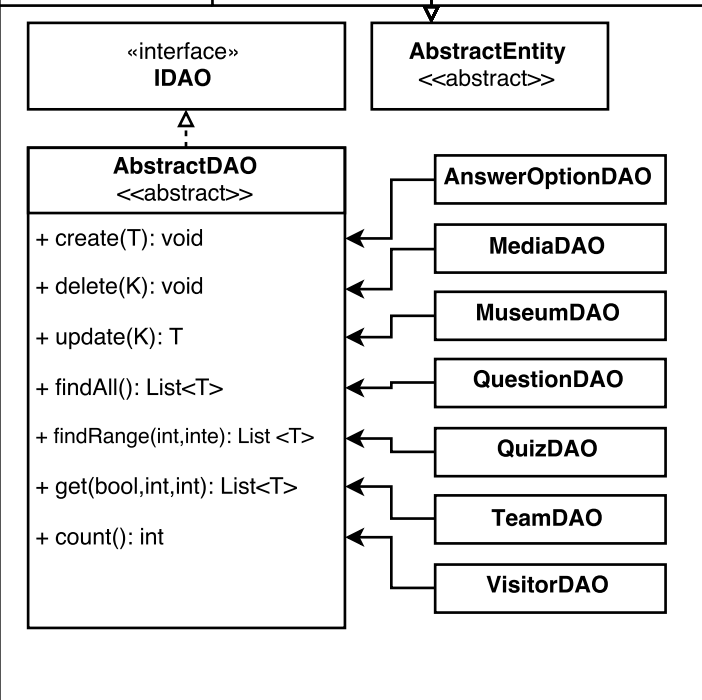 «interface»
IDAO
AbstractEntity
<<abstract>>
AbstractDAO
<<abstract>>
+ create(T): void
+ delete(K): void
+ update(K): T
+ findAll(): List<T>
+ findRange(int,inte): List <T>
+ get(bool,int,int): List<T>
+ count(): int
AnswerOptionDAO
MediaDAO
MuseumDAO
QuestionDAO
QuizDAO
TeamDAO
VisitorDAO